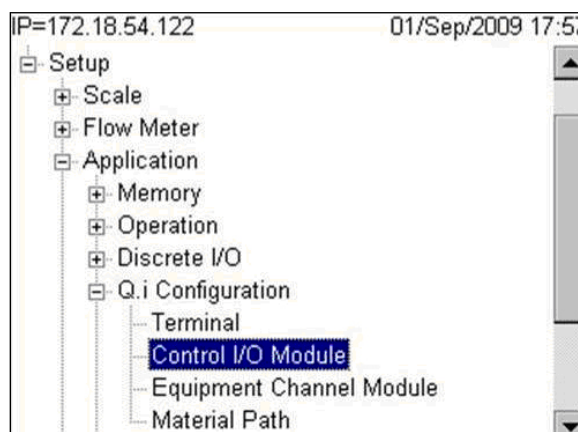 IP=172.18.54.122 01/Sep/2009 17:57
Setup
Scale
Flow Meter
Application
Memory
Operation
Discrete I/O
Q.i Configuration
Terminal
Control I/O Module
Equipment Channel Module
Material Path